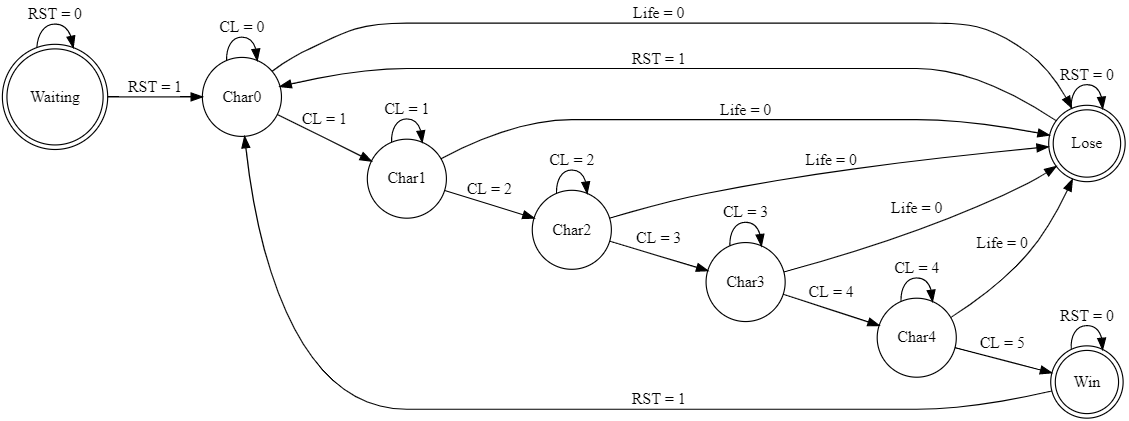 RST = 0
Waiting
RST = 1
CL = 0
Char0
Life = 0
RST = 1
CL = 1
CL = 1
Char1
Life = 0
CL = 2
CL = 2
Char2
Life = 0
CL = 3
CL = 3
Char3
Life = 0
CL = 4
CL = 4
Char4
Life = 0
CL = 5
RST = 0
Lose
RST = 0
Win
RST = 1